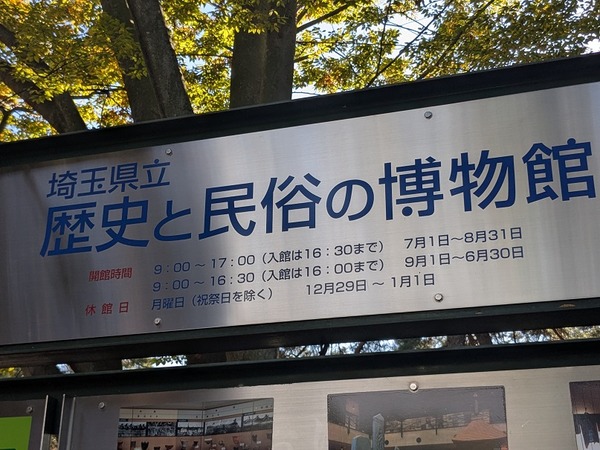 埼玉県立
歴史と民俗の博物館
開館時間 9：00 〜 17：00（入館は16：30まで） 7月1日〜8月31日
9：00 〜 16：30（入館は16：00まで） 9月1日〜6月30日
休館日 月曜日（祝祭日を除く） 12月29日 〜 1月1日